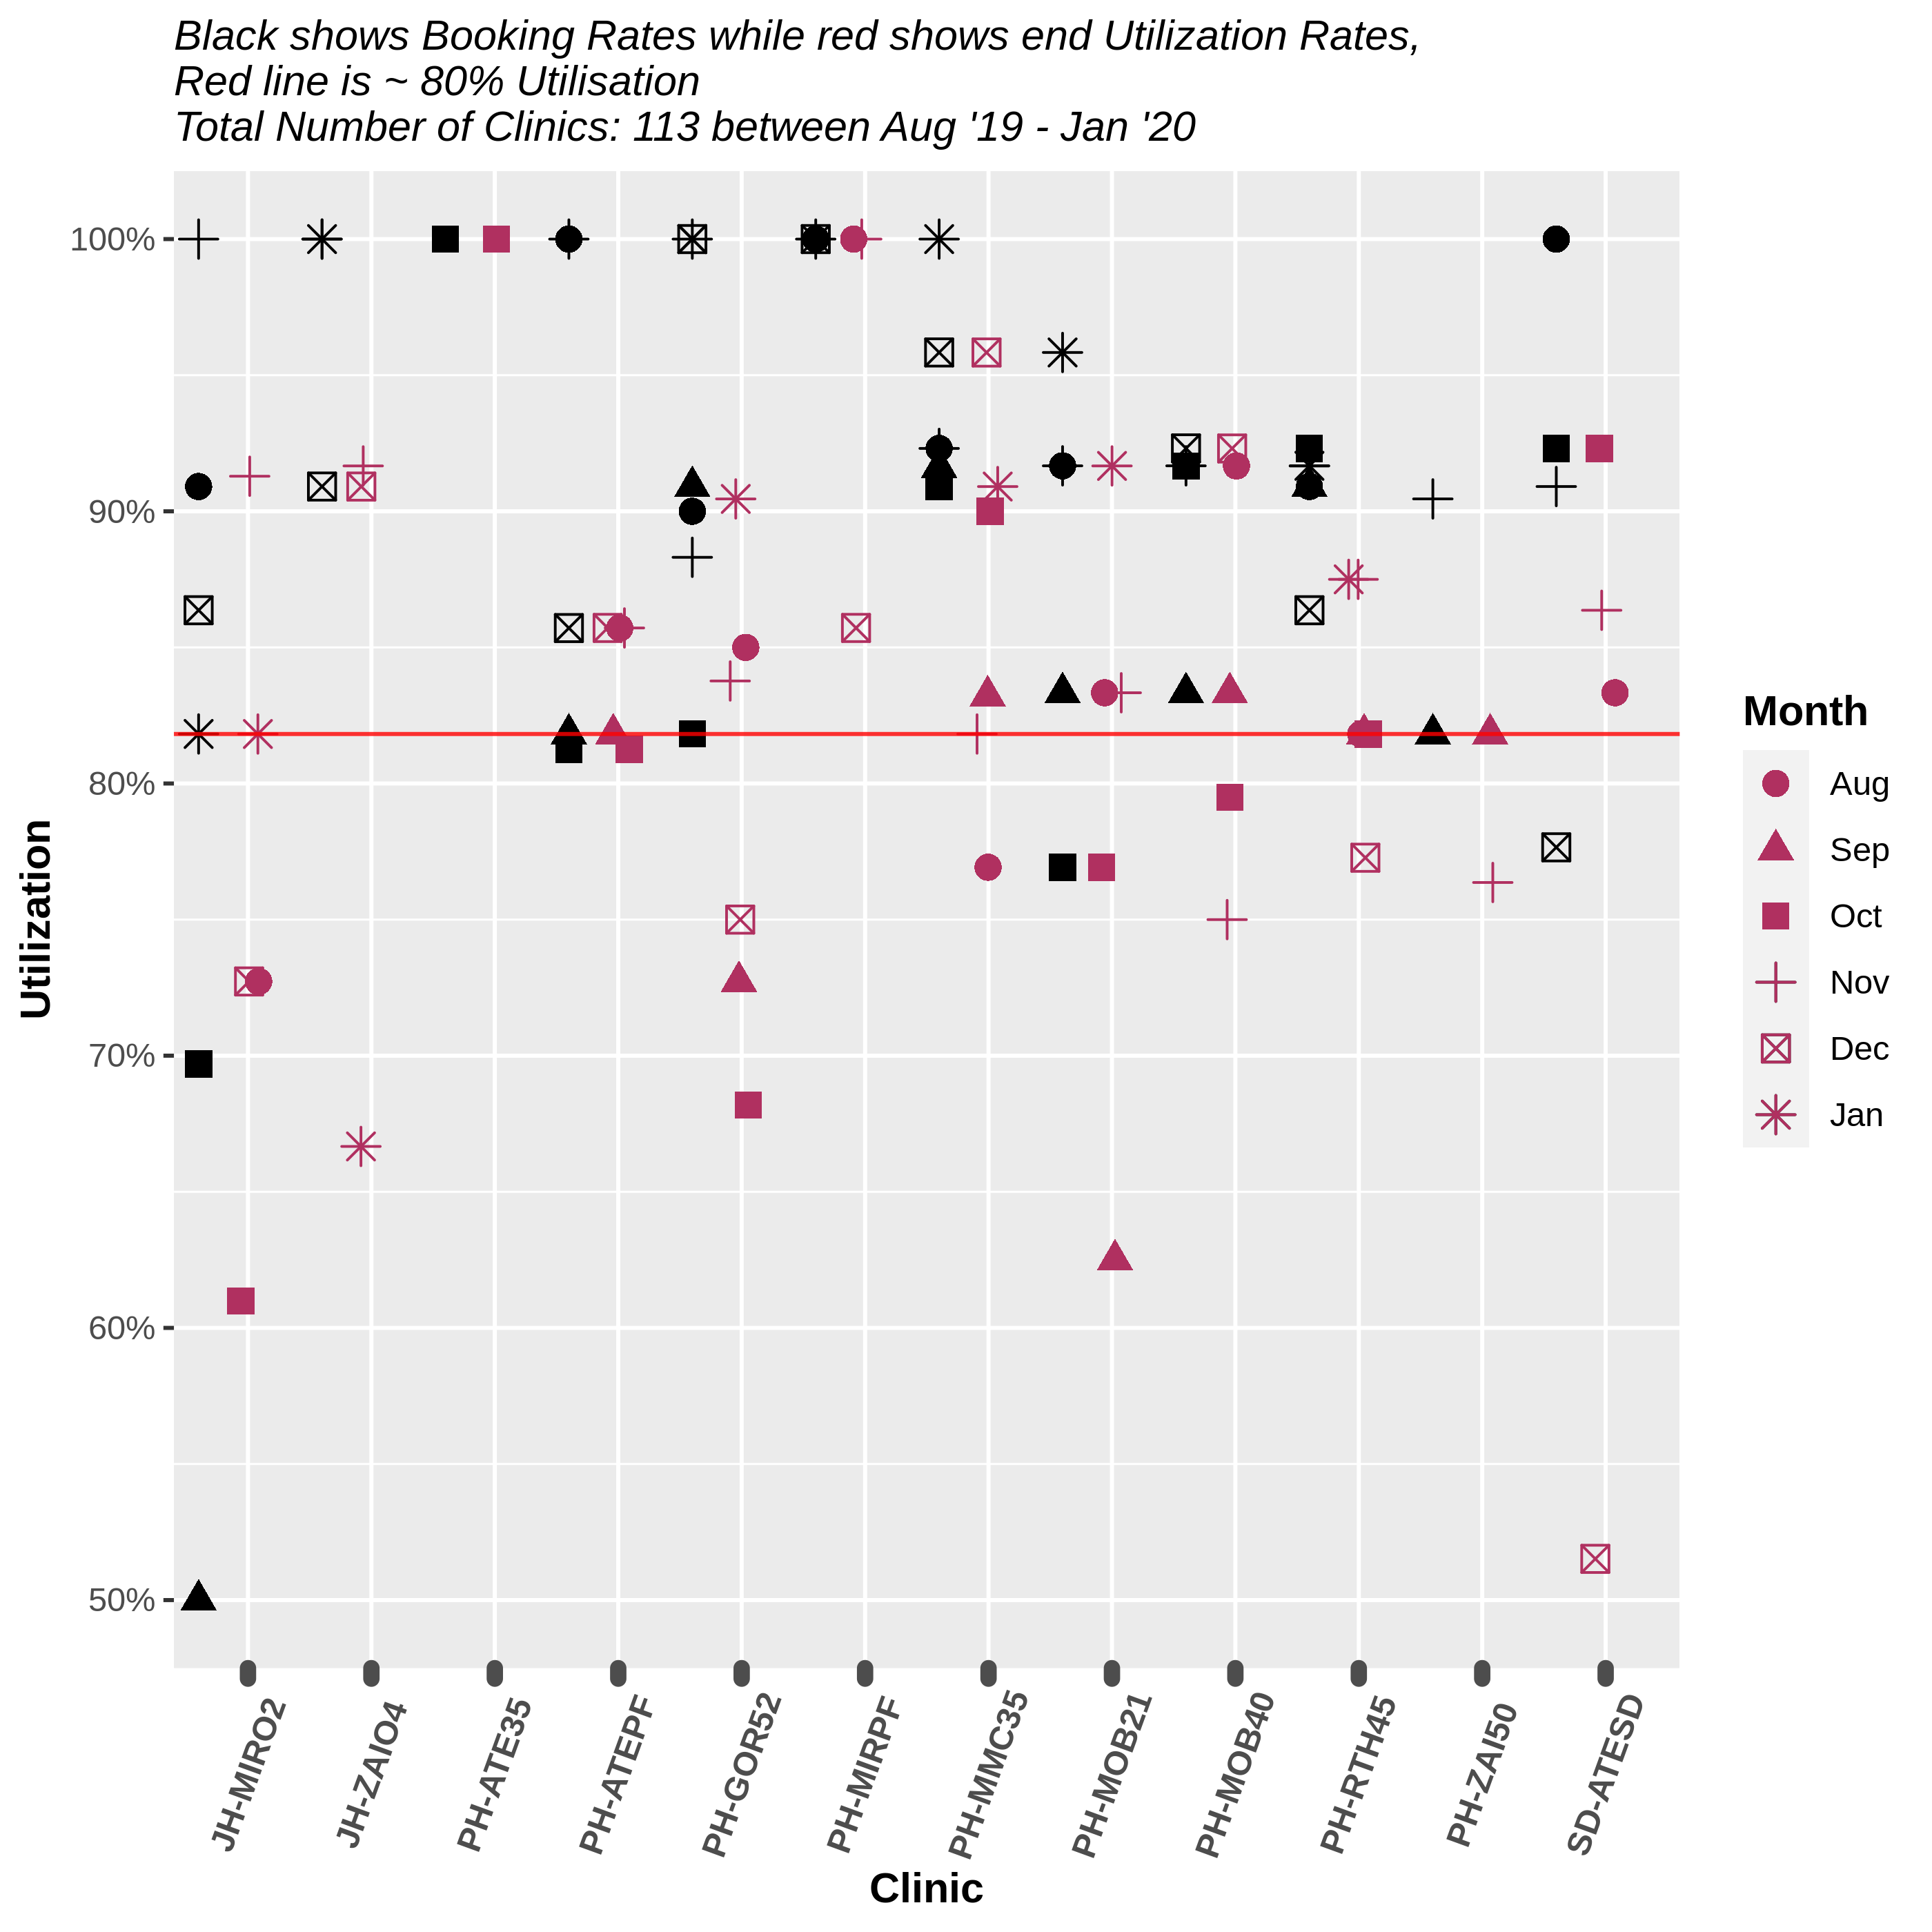 Black shows Booking Rates while red shows end Utilization Rates,
Red line is ~ 80% Utilisation
Total Number of Clinics: 113 between Aug '19 - Jan '20
100%
90%
80%
70%
60%
50%
Utilization
JH-MIRO2
JH-ZAIO4
PH-ATE35
PH-ATEPF
PH-GOR52
PH-MIRPF
PH-MMC35
PH-MOB21
PH-MOB40
PH-RTH45
PH-ZAI50
SD-ATESD
Clinic
Month
Aug
Sep
Oct
Nov
Dec
Jan